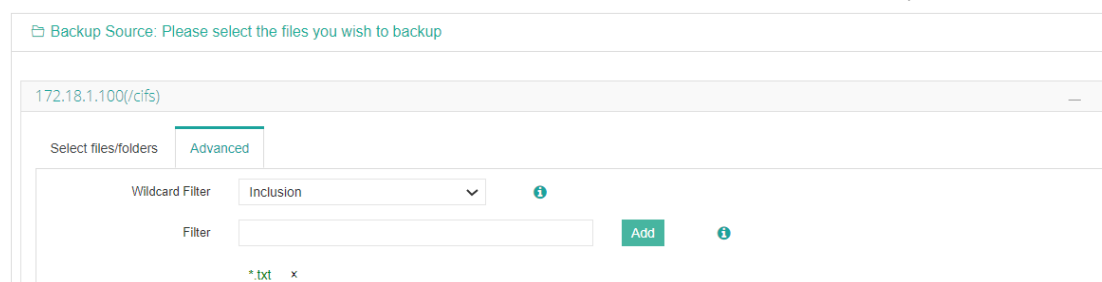 Backup Source: Please select the files you wish to backup
172.18.1.100(/cifs)
Select files/folders Advanced
Wildcard Filter Inclusion
Filter Add
*.txt ×